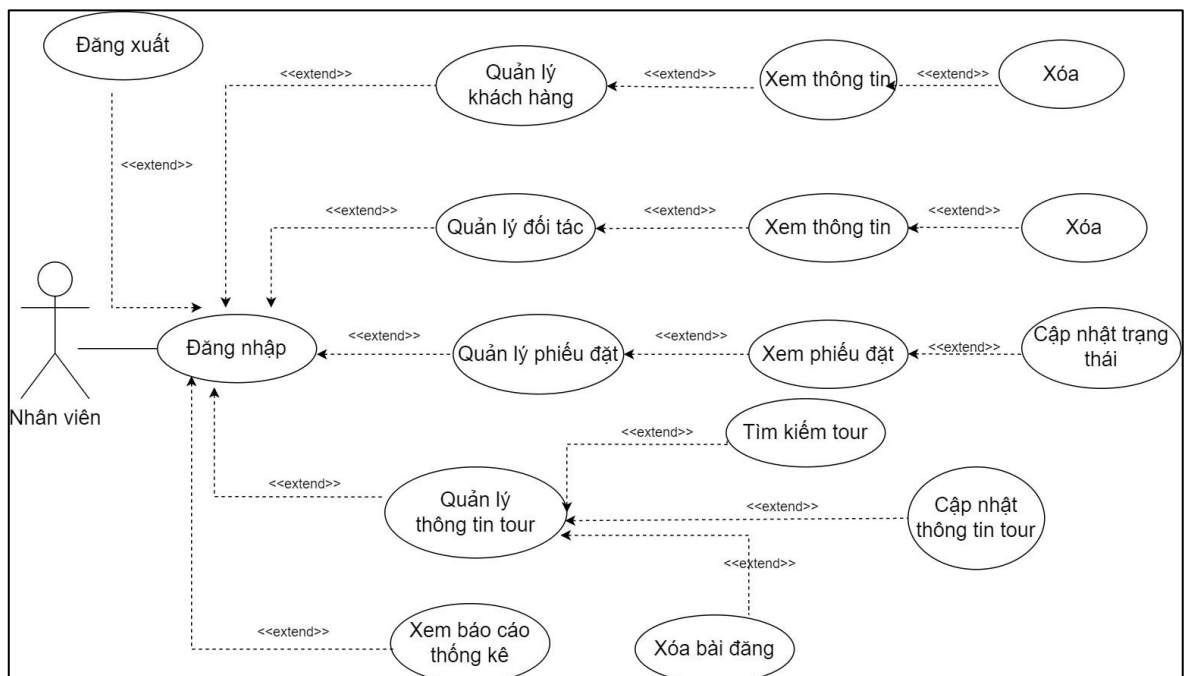 Đăng xuất
<<extend>>
Quản lý
khách hàng
<<extend>>
Xem thông tin
<<extend>>
Xóa
<<extend>>
<<extend>>
Quản lý đối tác
<<extend>>
Xem thông tin
<<extend>>
Xóa
Nhân viên
Đăng nhập
<<extend>>
Quản lý phiếu đặt
<<extend>>
Xem phiếu đặt
<<extend>>
Cập nhật trạng
thái
<<extend>>
Tìm kiếm tour
<<extend>>
Quản lý
thông tin tour
<<extend>>
Cập nhật
thông tin tour
<<extend>>
<<extend>>
Xem báo cáo
thống kê
Xóa bài đăng